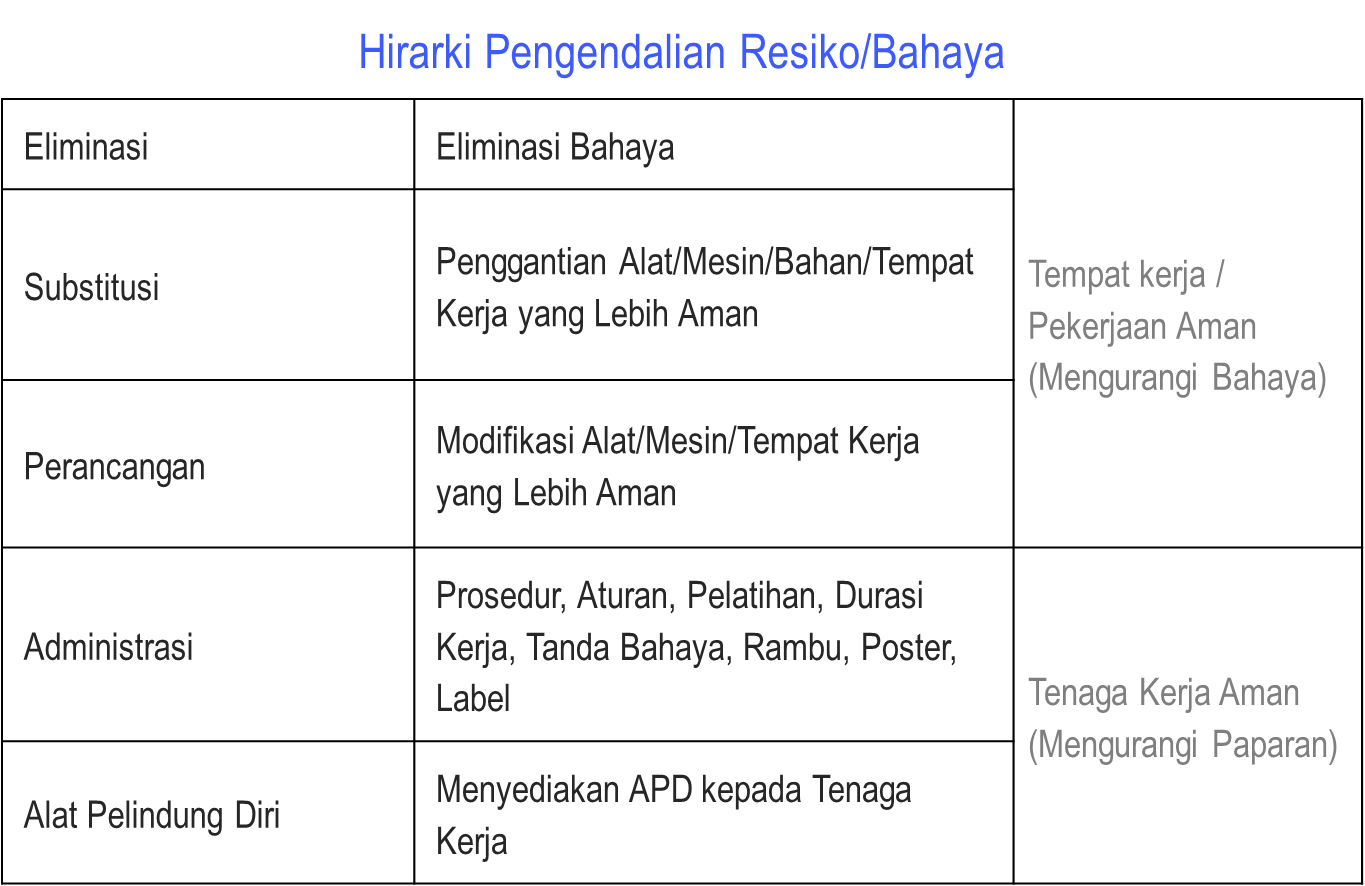 Hirarki Pengendalian Resiko/Bahaya
Eliminasi
Eliminasi Bahaya
Substitusi
Penggantian Alat/Mesin/Bahan/Tempat
Kerja yang Lebih Aman
Perancangan
Modifikasi Alat/Mesin/Tempat Kerja
yang Lebih Aman
Tempat kerja /
Pekerjaan Aman
(Mengurangi Bahaya)
Administrasi
Prosedur, Aturan, Pelatihan, Durasi
Kerja, Tanda Bahaya, Rambu, Poster,
Label
Alat Pelindung Diri
Menyediakan APD kepada Tenaga
Kerja
Tenaga Kerja Aman
(Mengurangi Paparan)